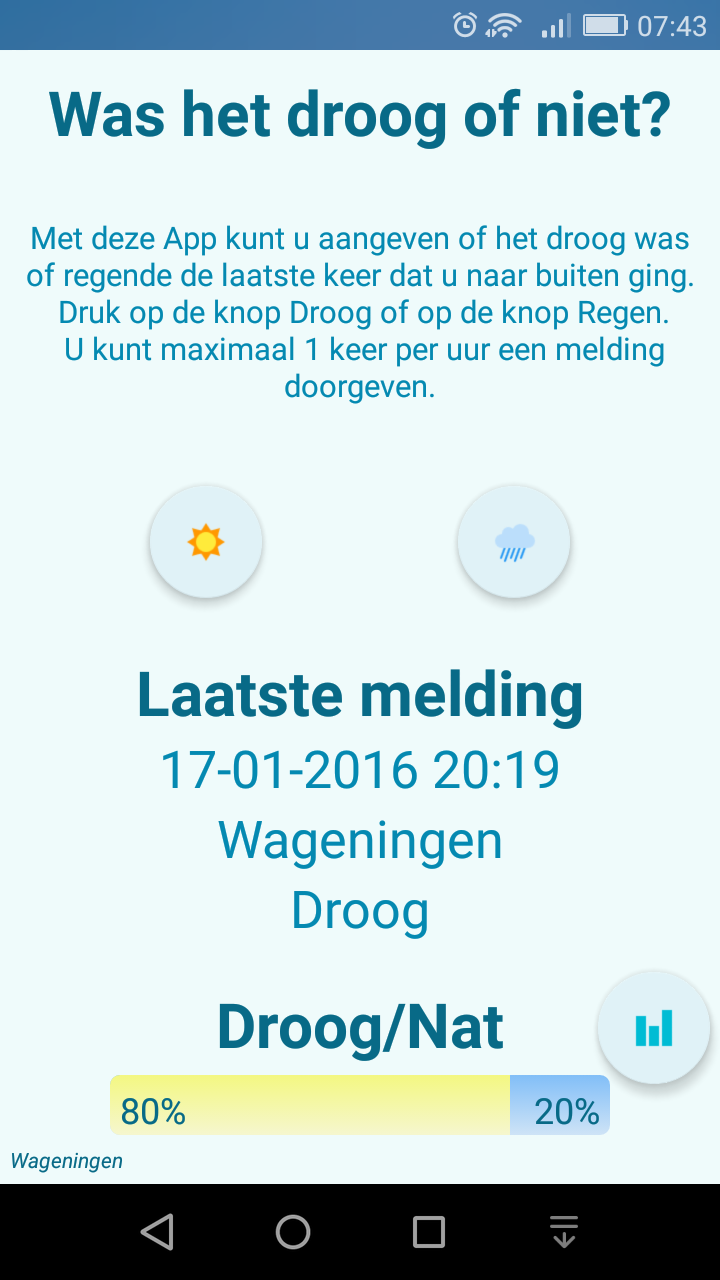 07:43
Was het droog of niet?
Met deze App kunt u aangeven of het droog was
of regende de laatste keer dat u naar buiten ging.
Druk op de knop Droog of op de knop Regen.
U kunt maximaal 1 keer per uur een melding
doorgeven.
Laatste melding
17-01-2016 20:19
Wageningen
Droog
Droog/Nat
80% 20%
Wageningen